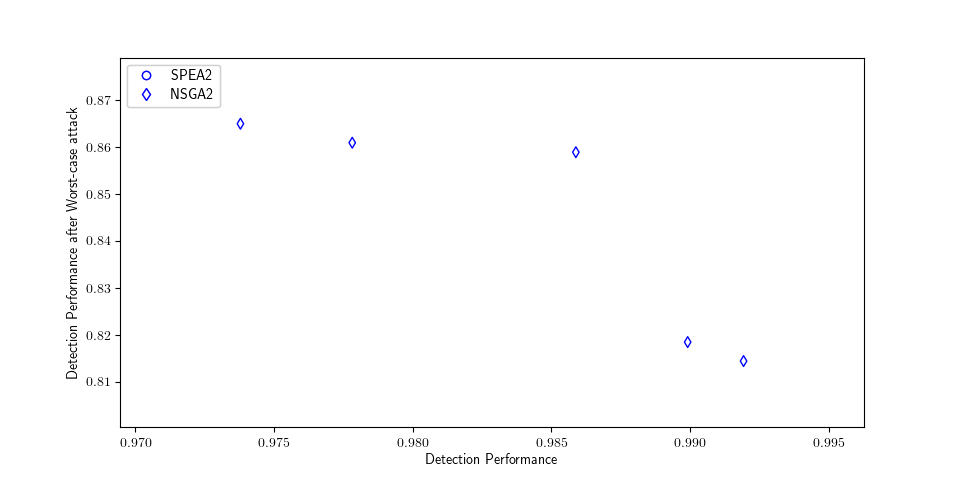 SPEA2
NSGA2
Detection Performance after Worst-case attack
0.87
0.86
0.85
0.84
0.83
0.82
0.81
0.970 0.975 0.980 0.985 0.990 0.995
Detection Performance